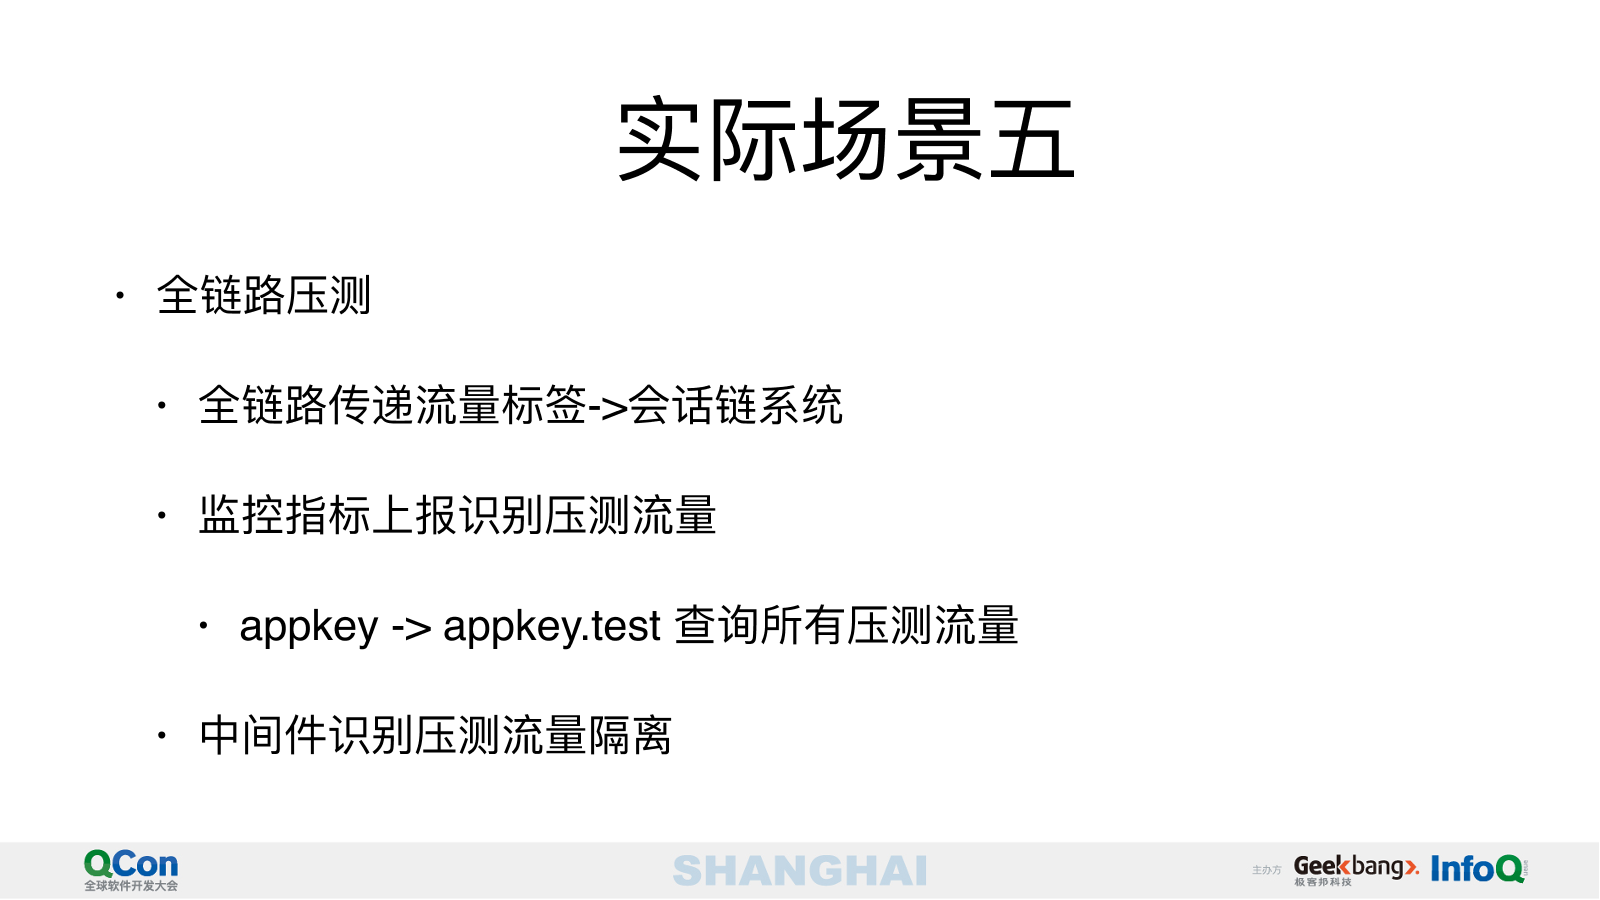 实际场景五
• 全链路压测
• 全链路传递流量标签->会话链系统
• 监控指标上报识别压测流量
• appkey -> appkey.test 查询所有压测流量
• 中间件识别压测流量隔离
QCon
全球软件开发大会
SHANGHAI
主办方
Geekbang>.
极客邦科技
InfoQ